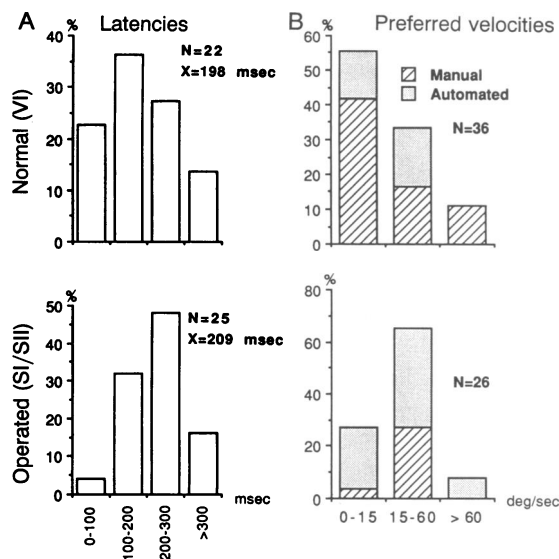 A Latencies
Normal (VI)
%
40
30
20
10
0
N=22
X=198 msec
B Preferred velocities
%
60
50
40
30
20
10
0
Manual
Automated
N=36
Operated (SI/SII)
%
50
40
30
20
10
0
N=25
X=209 msec
0-100
100-200
200-300
>300
msec
%
80
60
40
20
0
N=26
0-15 15-60 > 60
deg/sec